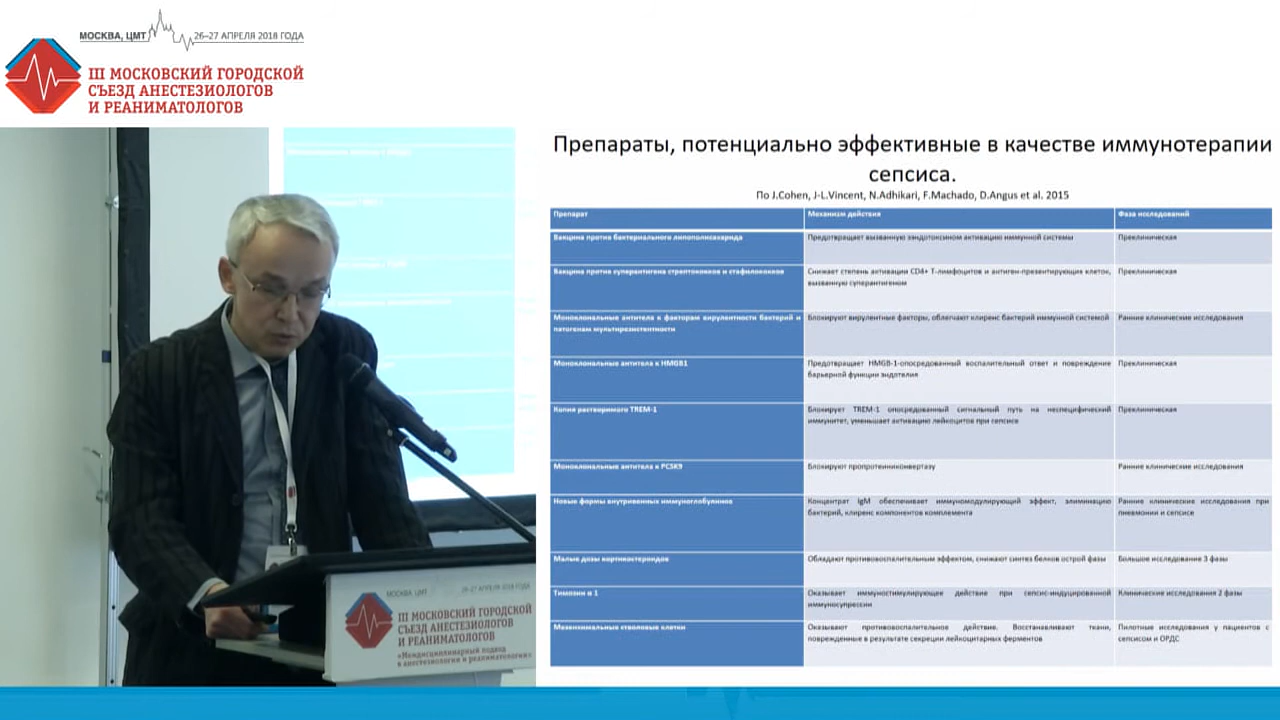 МОСКВА, ЦМТ 26–27 АПРЕЛЯ 2018 ГОДА
III МОСКОВСКИЙ ГОРОДСКОЙ
СЪЕЗД АНЕСТЕЗИОЛОГОВ
И РЕАНИМАТОЛОГОВ
МОСКВА, ЦМТ 26–27 АПРЕЛЯ 2018 ГОДА
III МОСКОВСКИЙ ГОРОДСКОЙ
СЪЕЗД АНЕСТЕЗИОЛОГОВ
И РЕАНИМАТОЛОГОВ
«Междисциплинарный подход
в анестезиологии и реаниматологии»
Препараты, потенциально эффективные в качестве иммунотерапии
сепсиса.
По J.Cohen, J-L.Vincent, N.Adhikari, F.Machado, D.Angus et al. 2015
Препарат Механизм действия Фаза исследований
Вакцина против бактериального липополисахарида Предотвращает вызванную эндотоксином активацию иммунной системы Преклиническая
Вакцина против суперантигена стрептококков и стафилококков Снижает степень активации CD4+ Т-лимфоцитов и антиген-презентирующих клеток, Преклиническая
вызванную суперантигеном
Моноклональные антитела к факторам вирулентности бактерий и Блокируют вирулентные факторы, облегчают клиренс бактерий иммунной системой Ранние клинические исследования
патогенам мультирезистентности
Моноклональные антитела к HMGB1 Предотвращает HMGB-1-опосредованный воспалительный ответ и повреждение Преклиническая
барьерной функции эндотелия
Копия растворимого TREM-1 Блокирует TREM-1 опосредованный сигнальный путь на неспецифический Преклиническая
иммунитет, уменьшает активацию лейкоцитов при сепсисе
Моноклональные антитела к PCSK9 Блокируют пропротеинконвертазу Ранние клинические исследования
Новые формы внутривенных иммуноглобулинов Концентрат IgM обеспечивает иммуномодулирующий эффект, элиминацию Ранние клинические исследования при
бактерий, клиренс компонентов комплемента пневмонии и сепсисе
Малые дозы кортикостероидов Обладают противовоспалительным эффектом, снижают синтез белков острой фазы Большое исследование 3 фазы
Тимозин α 1 Оказывает иммуностимулирующее действие при сепсис-индуцированной Клинические исследования 2 фазы
иммуносупрессии
Мезенхимальные стволовые клетки Оказывают противовоспалительное действие. Восстанавливают ткани, Пилотные исследования у пациентов с
поврежденные в результате секреции лейкоцитарных ферментов сепсисом и ОРДС